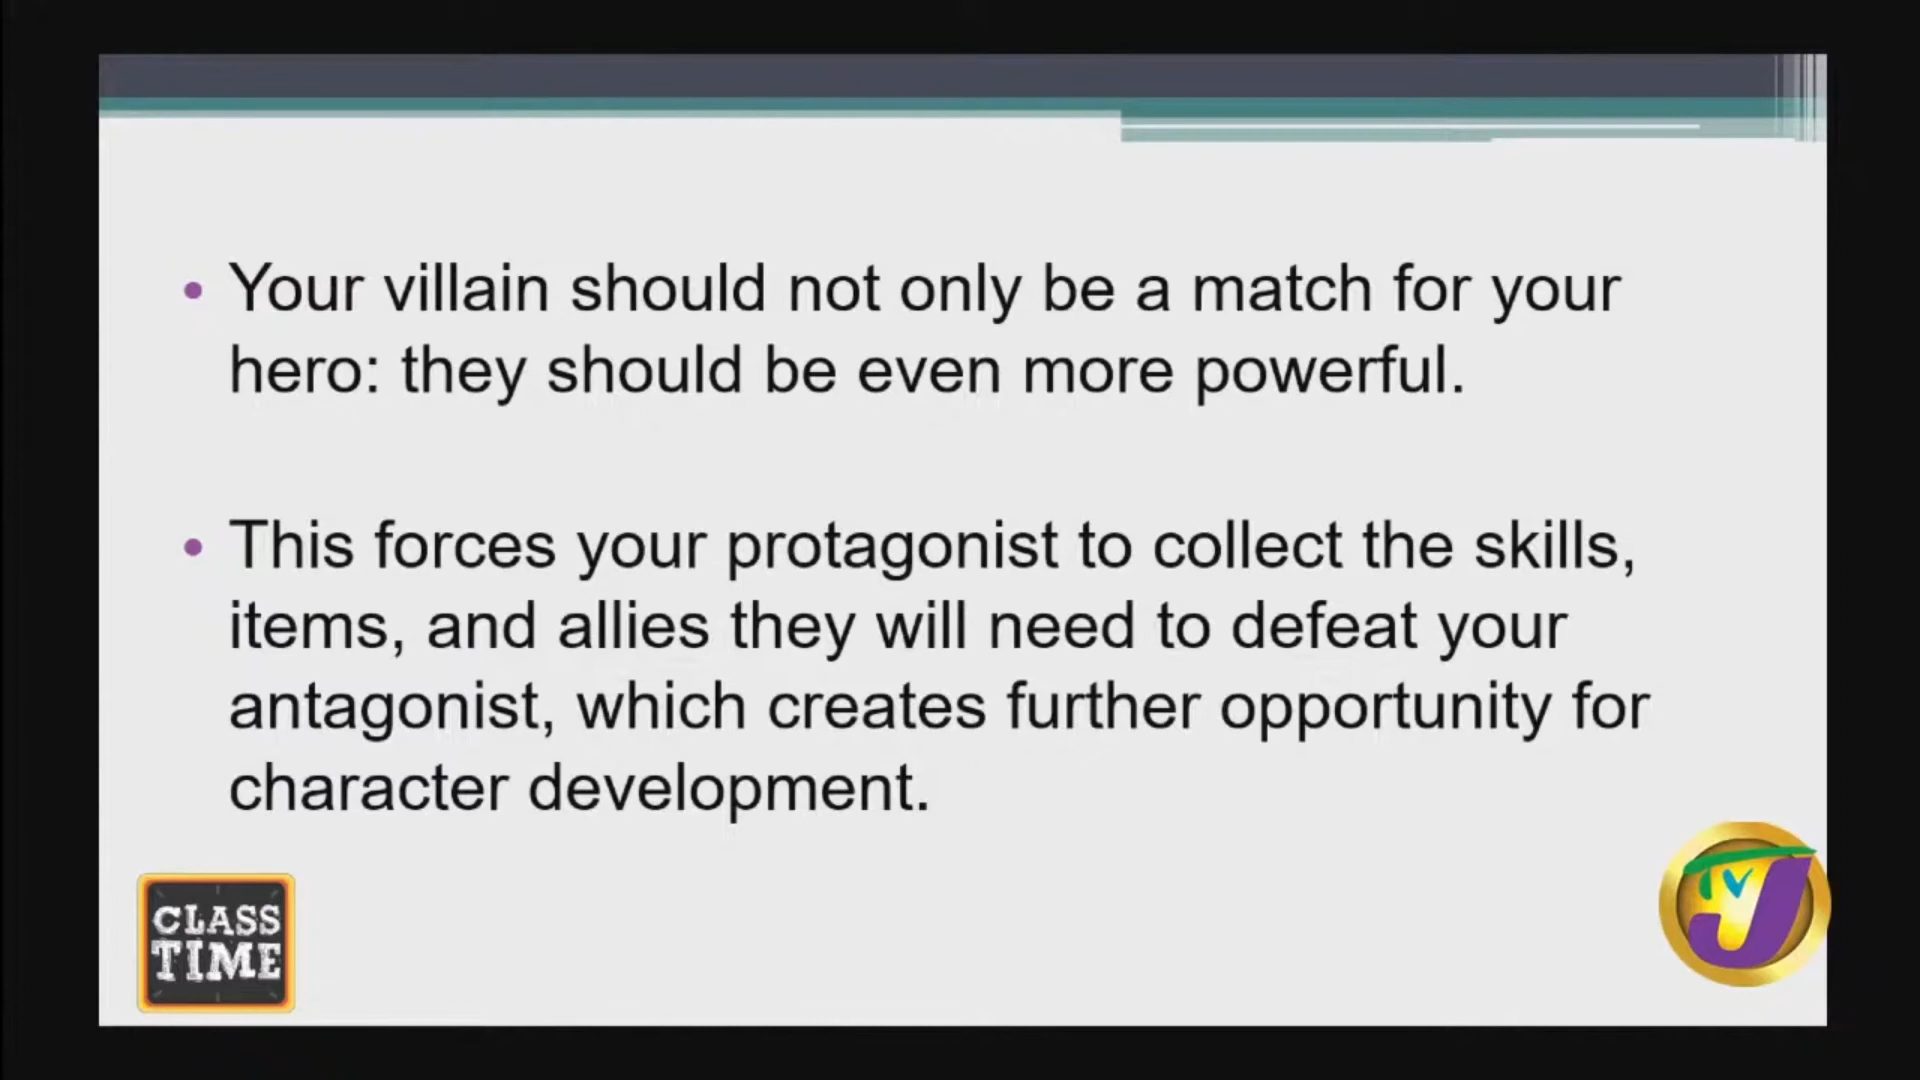 Your villain should not only be a match for your
hero: they should be even more powerful.
This forces your protagonist to collect the skills,
items, and allies they will need to defeat your
antagonist, which creates further opportunity for
character development.
CLASS
TIME
TVJ